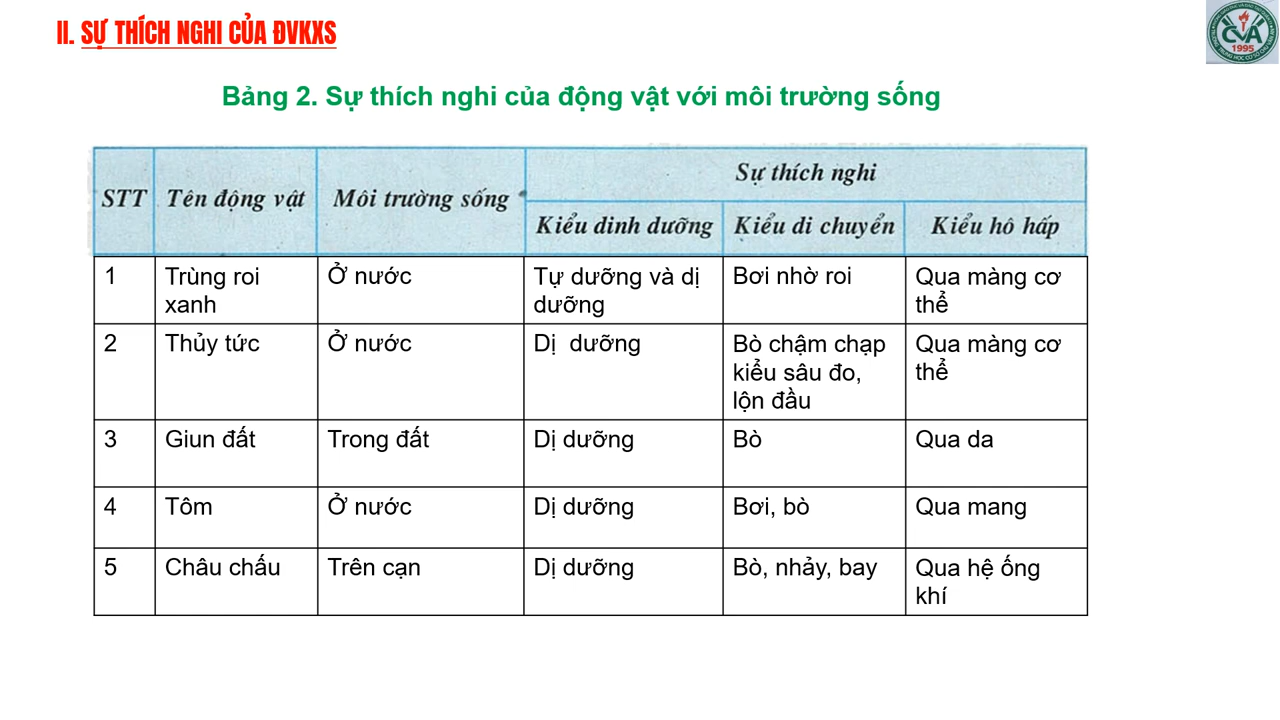 II. SỰ THÍCH NGHI CỦA ĐVKXS
CVA
1995
Bảng 2. Sự thích nghi của động vật với môi trường sống
STT
Tên động vật
Môi trường sống
Sự thích nghi
Kiểu dinh dưỡng
Kiểu di chuyển
Kiểu hô hấp
1
Trùng roi
xanh
Ở nước
Tự dưỡng và dị
dưỡng
Bơi nhờ roi
Qua màng cơ
thể
2
Thủy tức
Ở nước
Dị dưỡng
Bò chậm chạp
kiểu sâu đo,
lộn đầu
Qua màng cơ
thể
3
Giun đất
Trong đất
Dị dưỡng
Bò
Qua da
4
Tôm
Ở nước
Dị dưỡng
Bơi, bò
Qua mang
5
Châu chấu
Trên cạn
Dị dưỡng
Bò, nhảy, bay
Qua hệ ống
khí